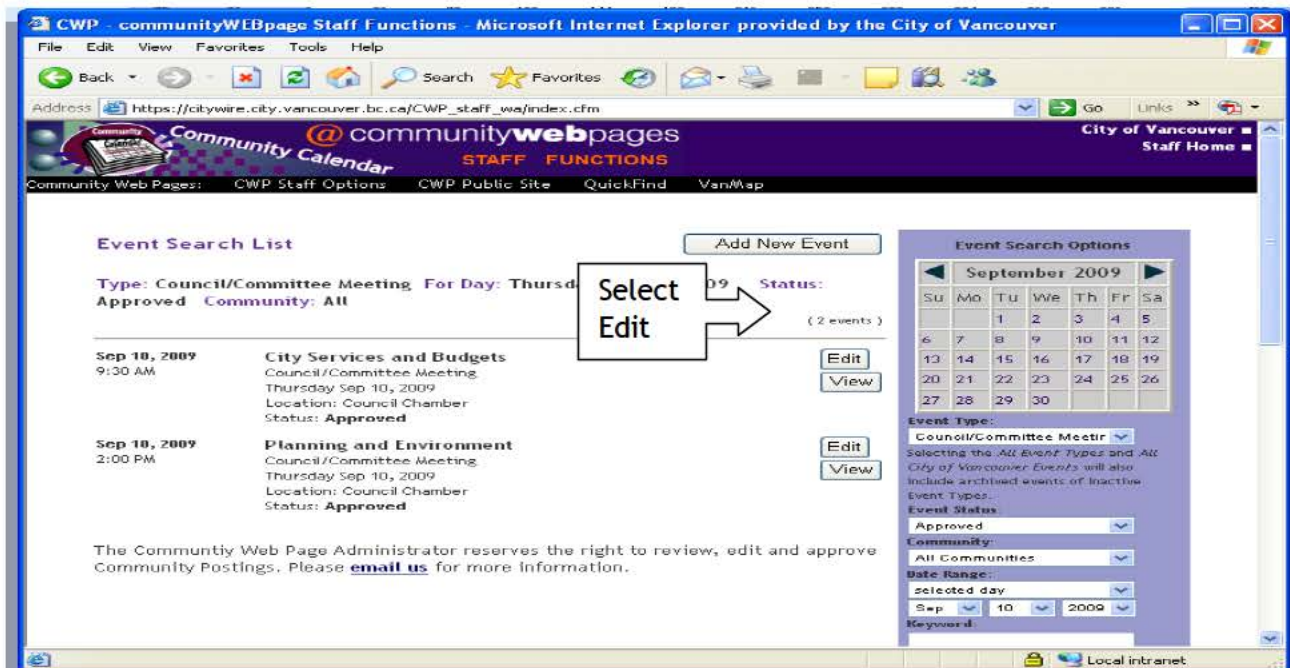 CWP - communityWEBpage Staff Functions - Microsoft Internet Explorer provided by the City of Vancouver
File Edit View Favorites Tools Help
Back Search Favorites
Address https://citywire.city.vancouver.bc.ca/CWP_staff_wa/index.cfm Go Links »
Community Calendar
Community Calendar @ communitywebpages
STAFF FUNCTIONS
City of Vancouver
Staff Home
Community Web Pages: CWP Staff Options CWP Public Site QuickFind VanMap
Event Search List
Add New Event
Type: Council/Committee Meeting For Day: Thursd 09 Status:
Approved Community: All
( 2 events )
Select
Edit
Sep 10, 2009 City Services and Budgets Edit
9:30 AM Council/Committee Meeting View
Thursday Sep 10, 2009
Location: Council Chamber
Status: Approved
Sep 10, 2009 Planning and Environment Edit
2:00 PM Council/Committee Meeting View
Thursday Sep 10, 2009
Location: Council Chamber
Status: Approved
The Communtiy Web Page Administrator reserves the right to review, edit and approve
Community Postings. Please email us for more information.
Event Search Options
September 2009
Su Mo Tu We Th Fr Sa
1 2 3 4 5
6 7 8 9 10 11 12
13 14 15 16 17 18 19
20 21 22 23 24 25 26
27 28 29 30
Event Type:
Council/Committee Meetir
Selecting the All Event Types and All
City of Vancouver Events will also
include archived events of Inactive
Event Types.
Event Status:
Approved
Community:
All Communities
Date Range:
selected day
Sep 10 2009
Keyword:
Local intranet